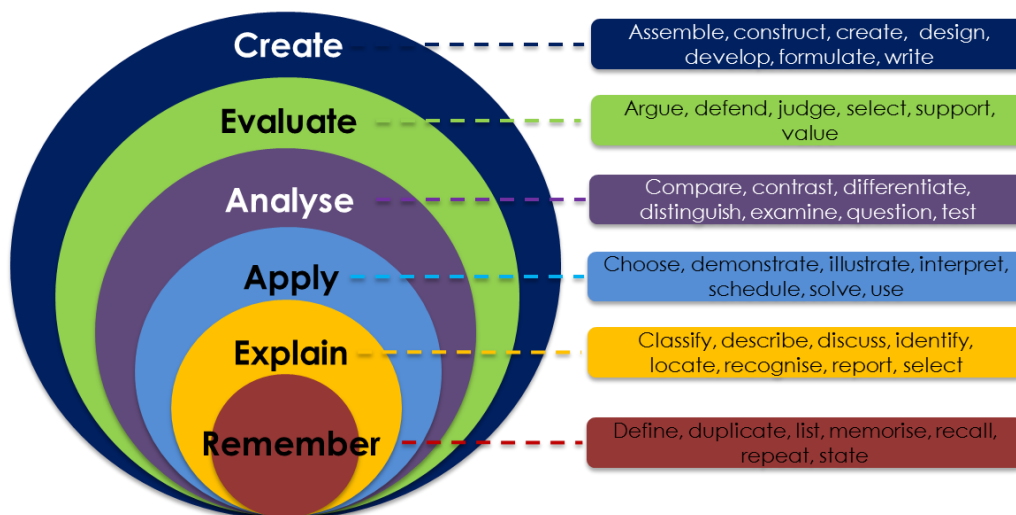 Create
Assemble, construct, create, design,
develop, formulate, write
Evaluate
Argue, defend, judge, select, support,
value
Analyse
Compare, contrast, differentiate,
distinguish, examine, question, test
Apply
Choose, demonstrate, illustrate, interpret,
schedule, solve, use
Explain
Classify, describe, discuss, identify,
locate, recognise, report, select
Remember
Define, duplicate, list, memorise, recall,
repeat, state